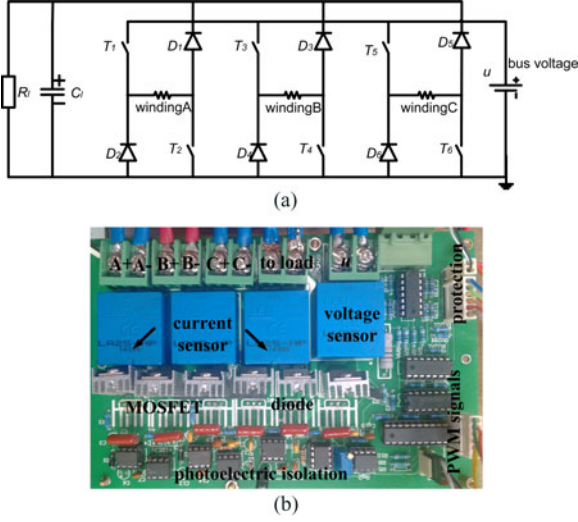 T1 D1 T3 D3 T5 D5
bus voltage
u
Rl Cl windingA windingB windingC
D2 T2 D4 T4 D6 T6
(a)
A+ A- B+ B- C+ C- to load u
protection
current
sensor
voltage
sensor
MOSFET diode
PWM signals
photoelectric isolation
(b)